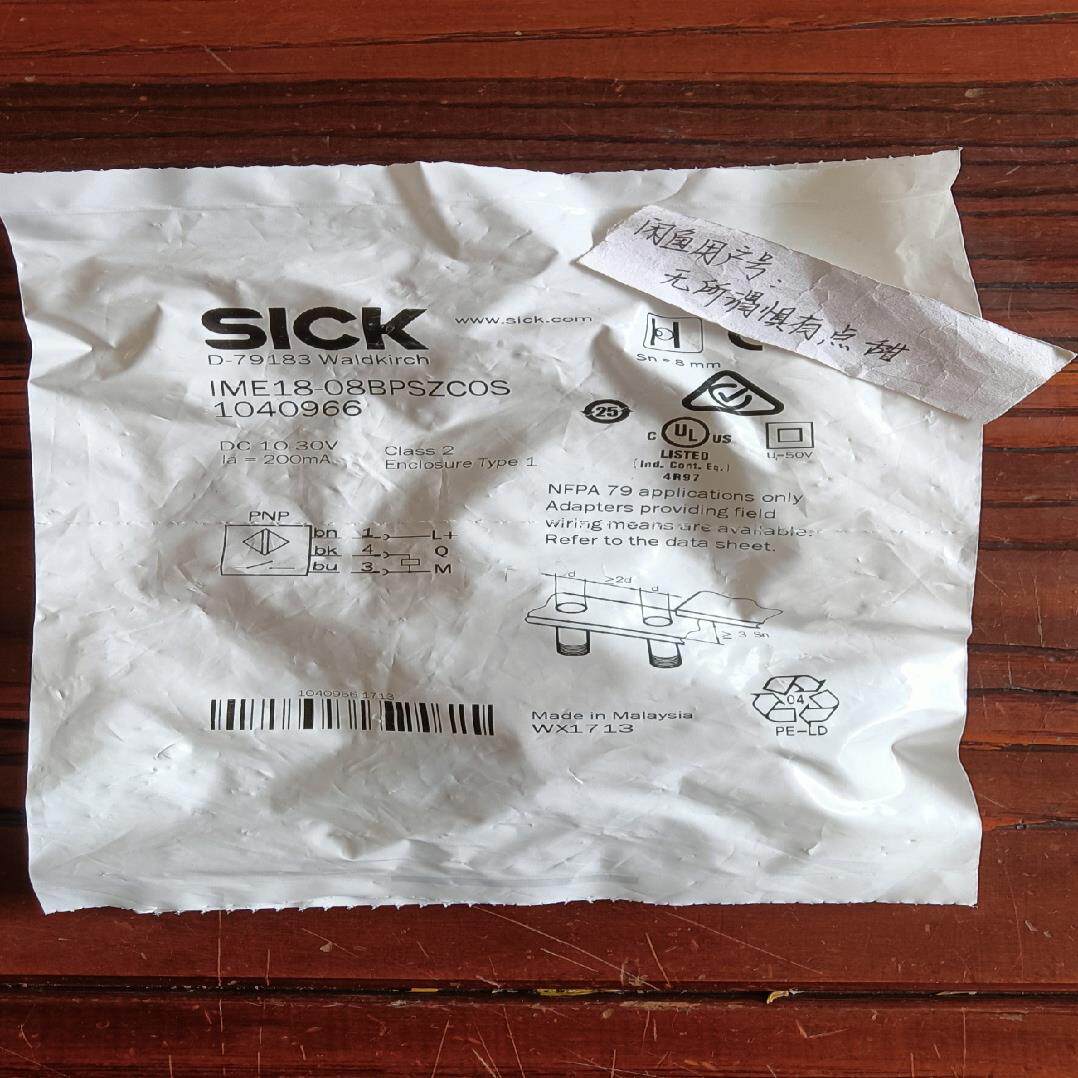 闲鱼用户号:
无所谓惧有点甜
SICK
www.sick.com
D-79183 Waldkirch
Sn = 8 mm
IME18-08BPSZC0S
1040966
25
C UL US
LISTED
(Ind. Cont. Eq.)
4R97
U=50V
DC 10.30V
Ia = 200mA
Class 2
Enclosure Type 1
NFPA 79 applications only
Adapters providing field
wiring means are available.
Refer to the data sheet.
PNP
bn 1 L+
bk 4 Q
bu 3 M
d ≥2d d
≥ 3 Sn
1040966 1713
Made in Malaysia
WX1713
04
PE-LD